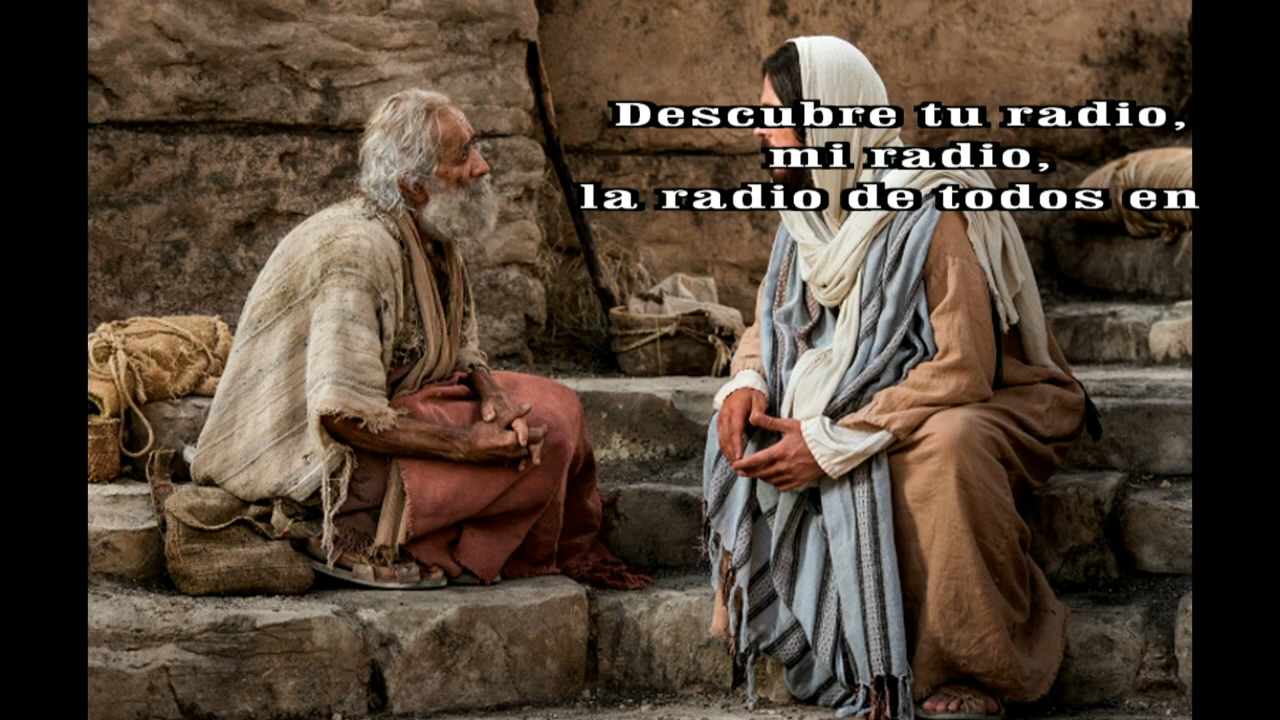 Descubre tu radio,
mi radio,
la radio de todos en